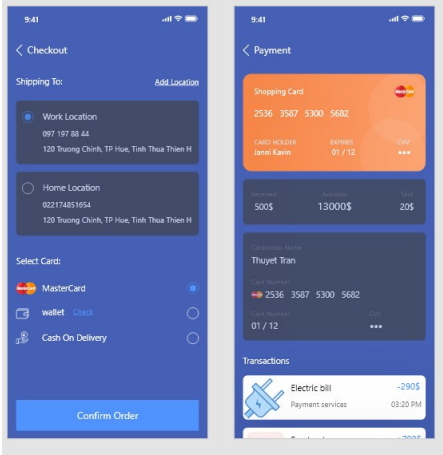 9:41
Checkout
Shipping To:
Add Location
Work Location
097 197 88 44
120 Truong Chinh, TP Hue, Tinh Thua Thien H
Home Location
022174851654
120 Truong Chinh, TP Hue, Tinh Thua Thien H
Select Card:
MasterCard
MasterCard
wallet Check
Cash On Delivery
Confirm Order
9:41
Payment
Shopping Card
MasterCard
2536 3587 5300 5682
CARD HOLDER EXPIRES CVV
Janni Kavin 01 / 12
Received Available Sent
500$ 13000$ 20$
Name
Thuyet Tran
Card Number
2536 3587 5300 5682
Card Number CVV
01 / 12
Transactions
Electric bill -290$
Payment services 03:20 PM